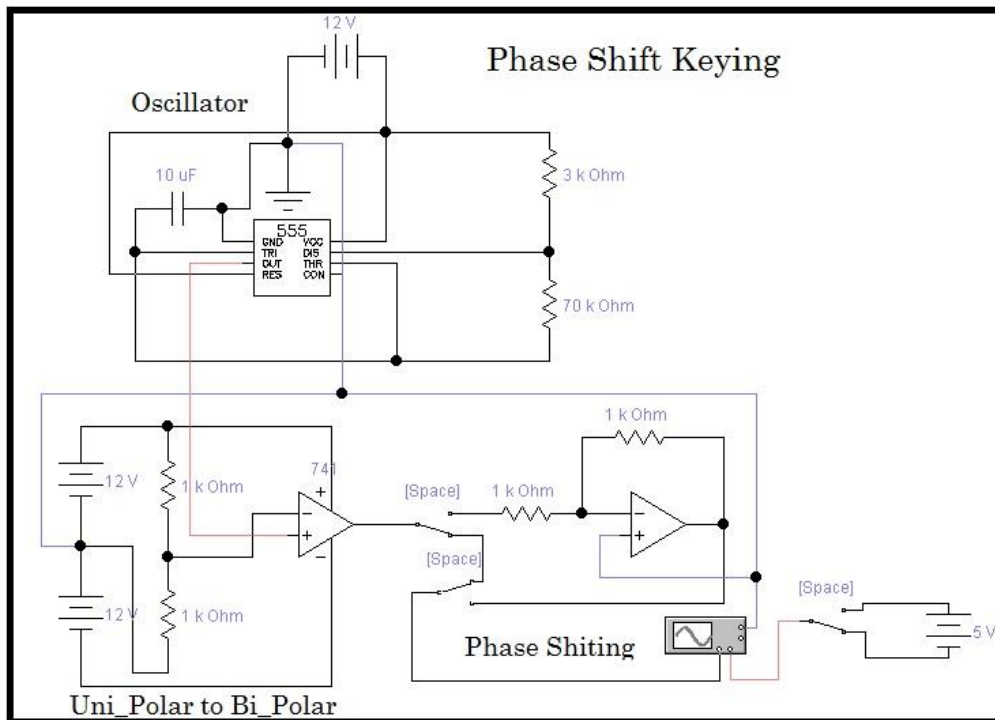 12 V
Phase Shift Keying
Oscillator
10 uF
3 k Ohm
555
GND VCC
TRI DIS
OUT THR
RES CON
70 k Ohm
1 k Ohm
741
12 V
1 k Ohm
[Space]
1 k Ohm
[Space]
[Space]
12 V
1 k Ohm
5 V
Phase Shiting
Uni_Polar to Bi_Polar